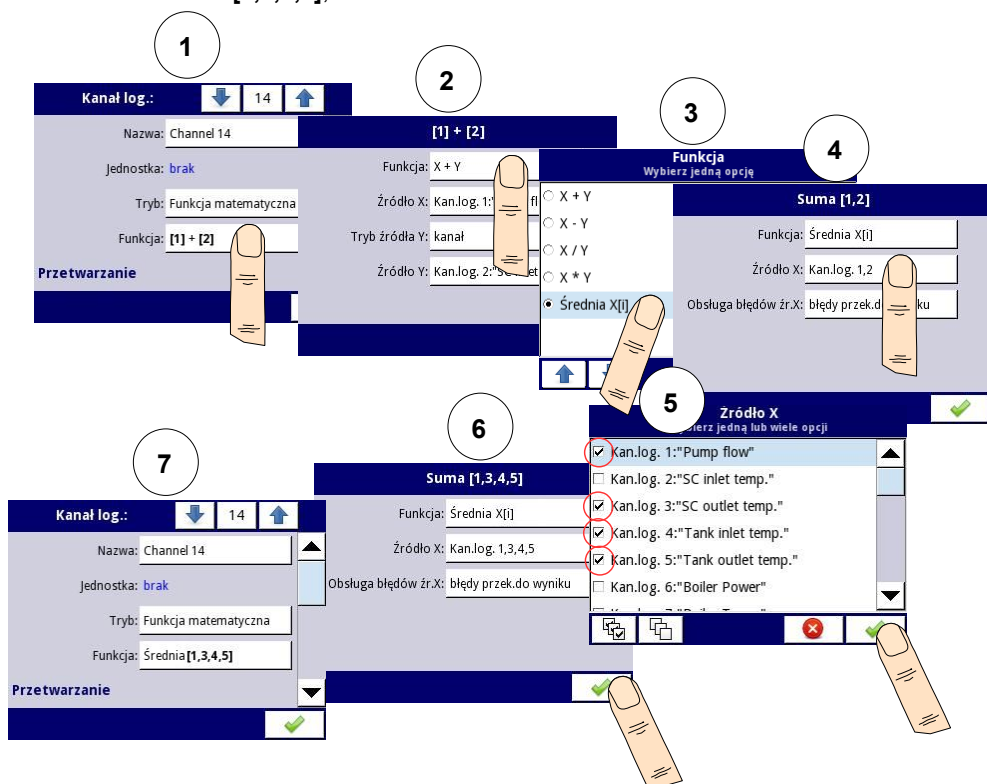 1
Kanał log.:
14
Nazwa: Channel 14
Jednostka: brak
Tryb: Funkcja matematyczna
Funkcja: [1] + [2]
Przetwarzanie
2
[1] + [2]
Funkcja: X + Y
Źródło X: Kan.log. 1:"
Tryb źródła Y: kanał
Źródło Y: Kan.log. 2:"SC
3
Funkcja
Wybierz jedną opcję
X + Y
X - Y
X / Y
X * Y
Średnia X[i]
4
Suma [1,2]
Funkcja: Średnia X[i]
Źródło X: Kan.log. 1,2
Obsługa błędów źr.X: błędy przek.do
5
Źródło X
jedną lub wiele opcji
Kan.log. 1:"Pump flow"
Kan.log. 2:"SC inlet temp."
Kan.log. 3:"SC outlet temp."
Kan.log. 4:"Tank inlet temp."
Kan.log. 5:"Tank outlet temp."
Kan.log. 6:"Boiler Power"
6
Suma [1,3,4,5]
Funkcja: Średnia X[i]
Źródło X: Kan.log. 1,3,4,5
Obsługa błędów źr.X: błędy przek.do wyniku
7
Kanał log.:
14
Nazwa: Channel 14
Jednostka: brak
Tryb: Funkcja matematyczna
Funkcja: Średnia[1,3,4,5]
Przetwarzanie